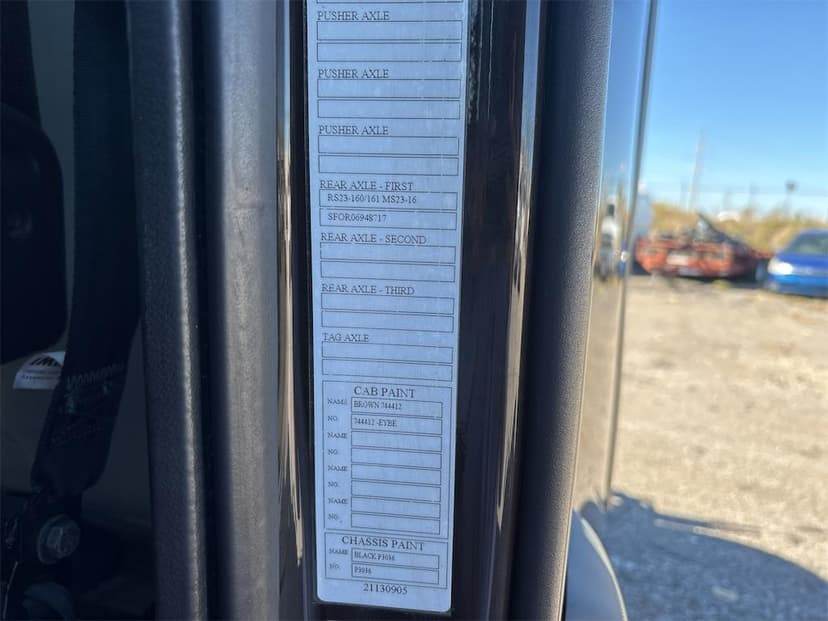 PUSHER AXLE
PUSHER AXLE
PUSHER AXLE
REAR AXLE - FIRST
RS23-160/161 MS23-16
SFOR06948717
REAR AXLE - SECOND
REAR AXLE - THIRD
TAG AXLE
CAB PAINT
NAME BROWN 744412
NO. 744412 -EYBE
NAME
NO.
NAME
NO.
NAME
NO.
CHASSIS PAINT
NAME BLACK P3036
NO. P3036
21130905